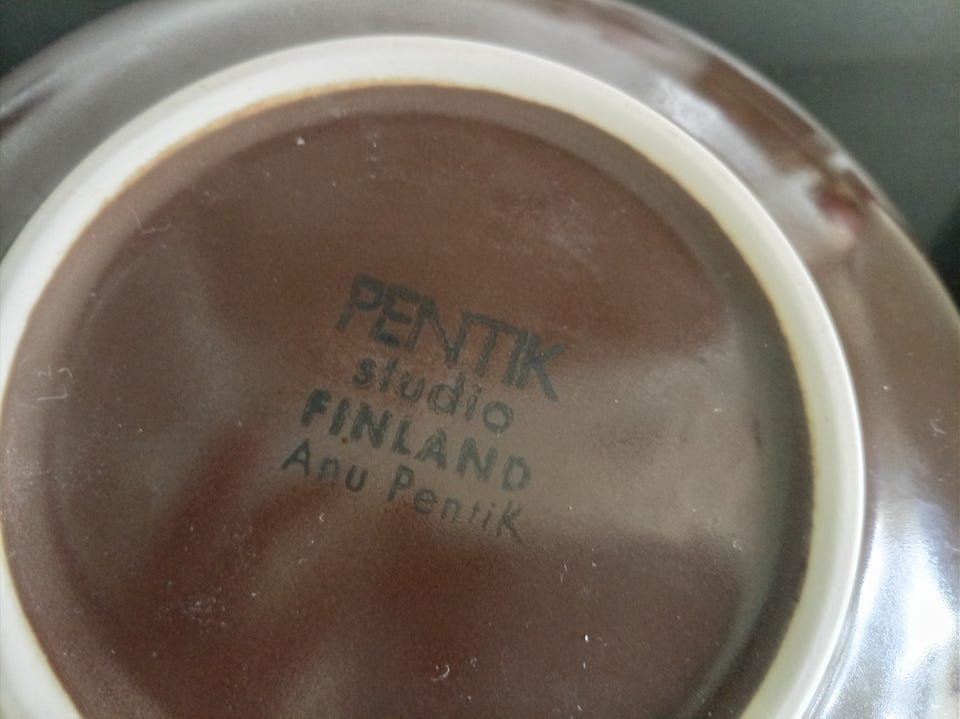 PENTIK
studio
FINLAND
Anu Pentik